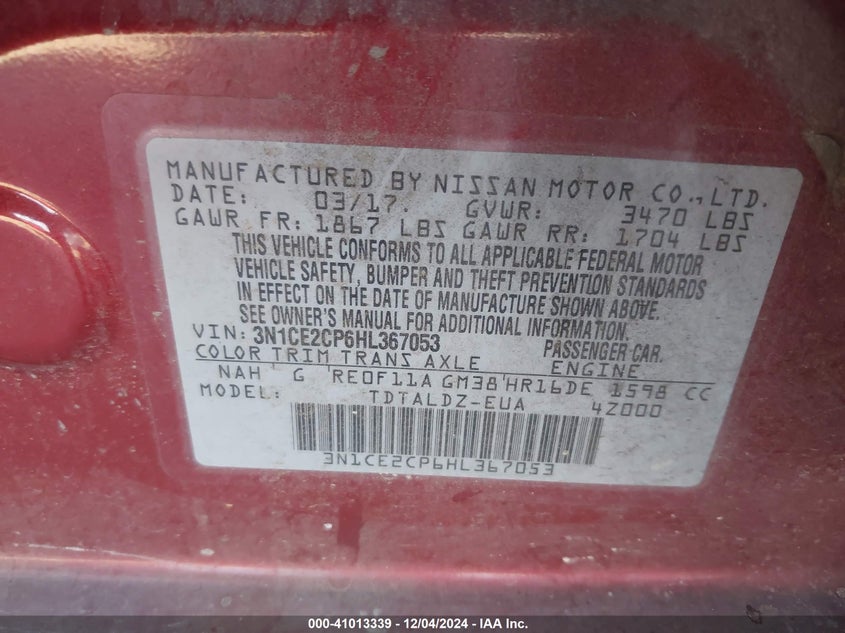 MANUFACTURED BY NISSAN MOTOR CO., LTD.
DATE: 03/17. GVWR: 3470 LBS
GAWR FR: 1867 LBS GAWR RR: 1704 LBS
THIS VEHICLE CONFORMS TO ALL APPLICABLE FEDERAL MOTOR
VEHICLE SAFETY, BUMPER AND THEFT PREVENTION STANDARDS
IN EFFECT ON THE DATE OF MANUFACTURE SHOWN ABOVE.
SEE OWNER'S MANUAL FOR ADDITIONAL INFORMATION.
VIN: 3N1CE2CP6HL367053 PASSENGER CAR.
COLOR TRIM TRANS AXLE ENGINE
NAH G RE0F11A GM38 HR16DE 1598 CC
MODEL: TDTALDZ-EUA 4Z000
3N1CE2CP6HL367053
000-41013339 - 12/04/2024 - IAA Inc.